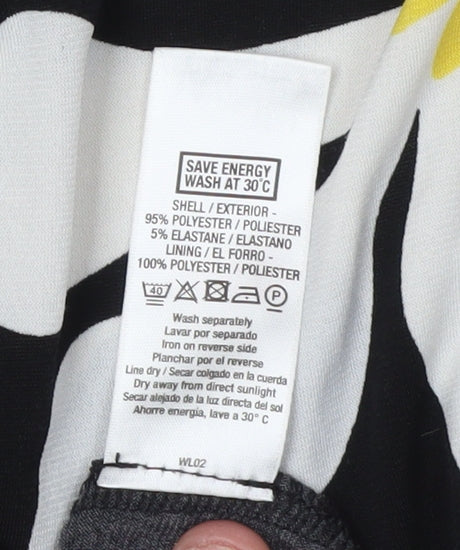 SAVE ENERGY
WASH AT 30°C
SHELL / EXTERIOR -
95% POLYESTER / POLIESTER
5% ELASTANE / ELASTANO
LINING / EL FORRO -
100% POLYESTER / POLIESTER
40 P
Wash separately
Lavar por separado
Iron on reverse side
Planchar por el reverse
Line dry / Secar colgado en la cuerda
Dry away from direct sunlight
Secar alejado de la luz directa del sol
Ahorre energia, lave a 30° C
WL02